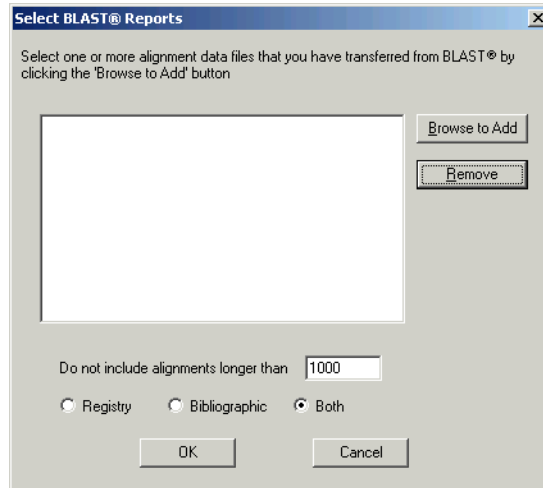 Select BLAST® Reports
Select one or more alignment data files that you have transferred from BLAST® by
clicking the 'Browse to Add' button
Browse to Add
Remove
Do not include alignments longer than 1000
Registry Bibliographic Both
OK Cancel